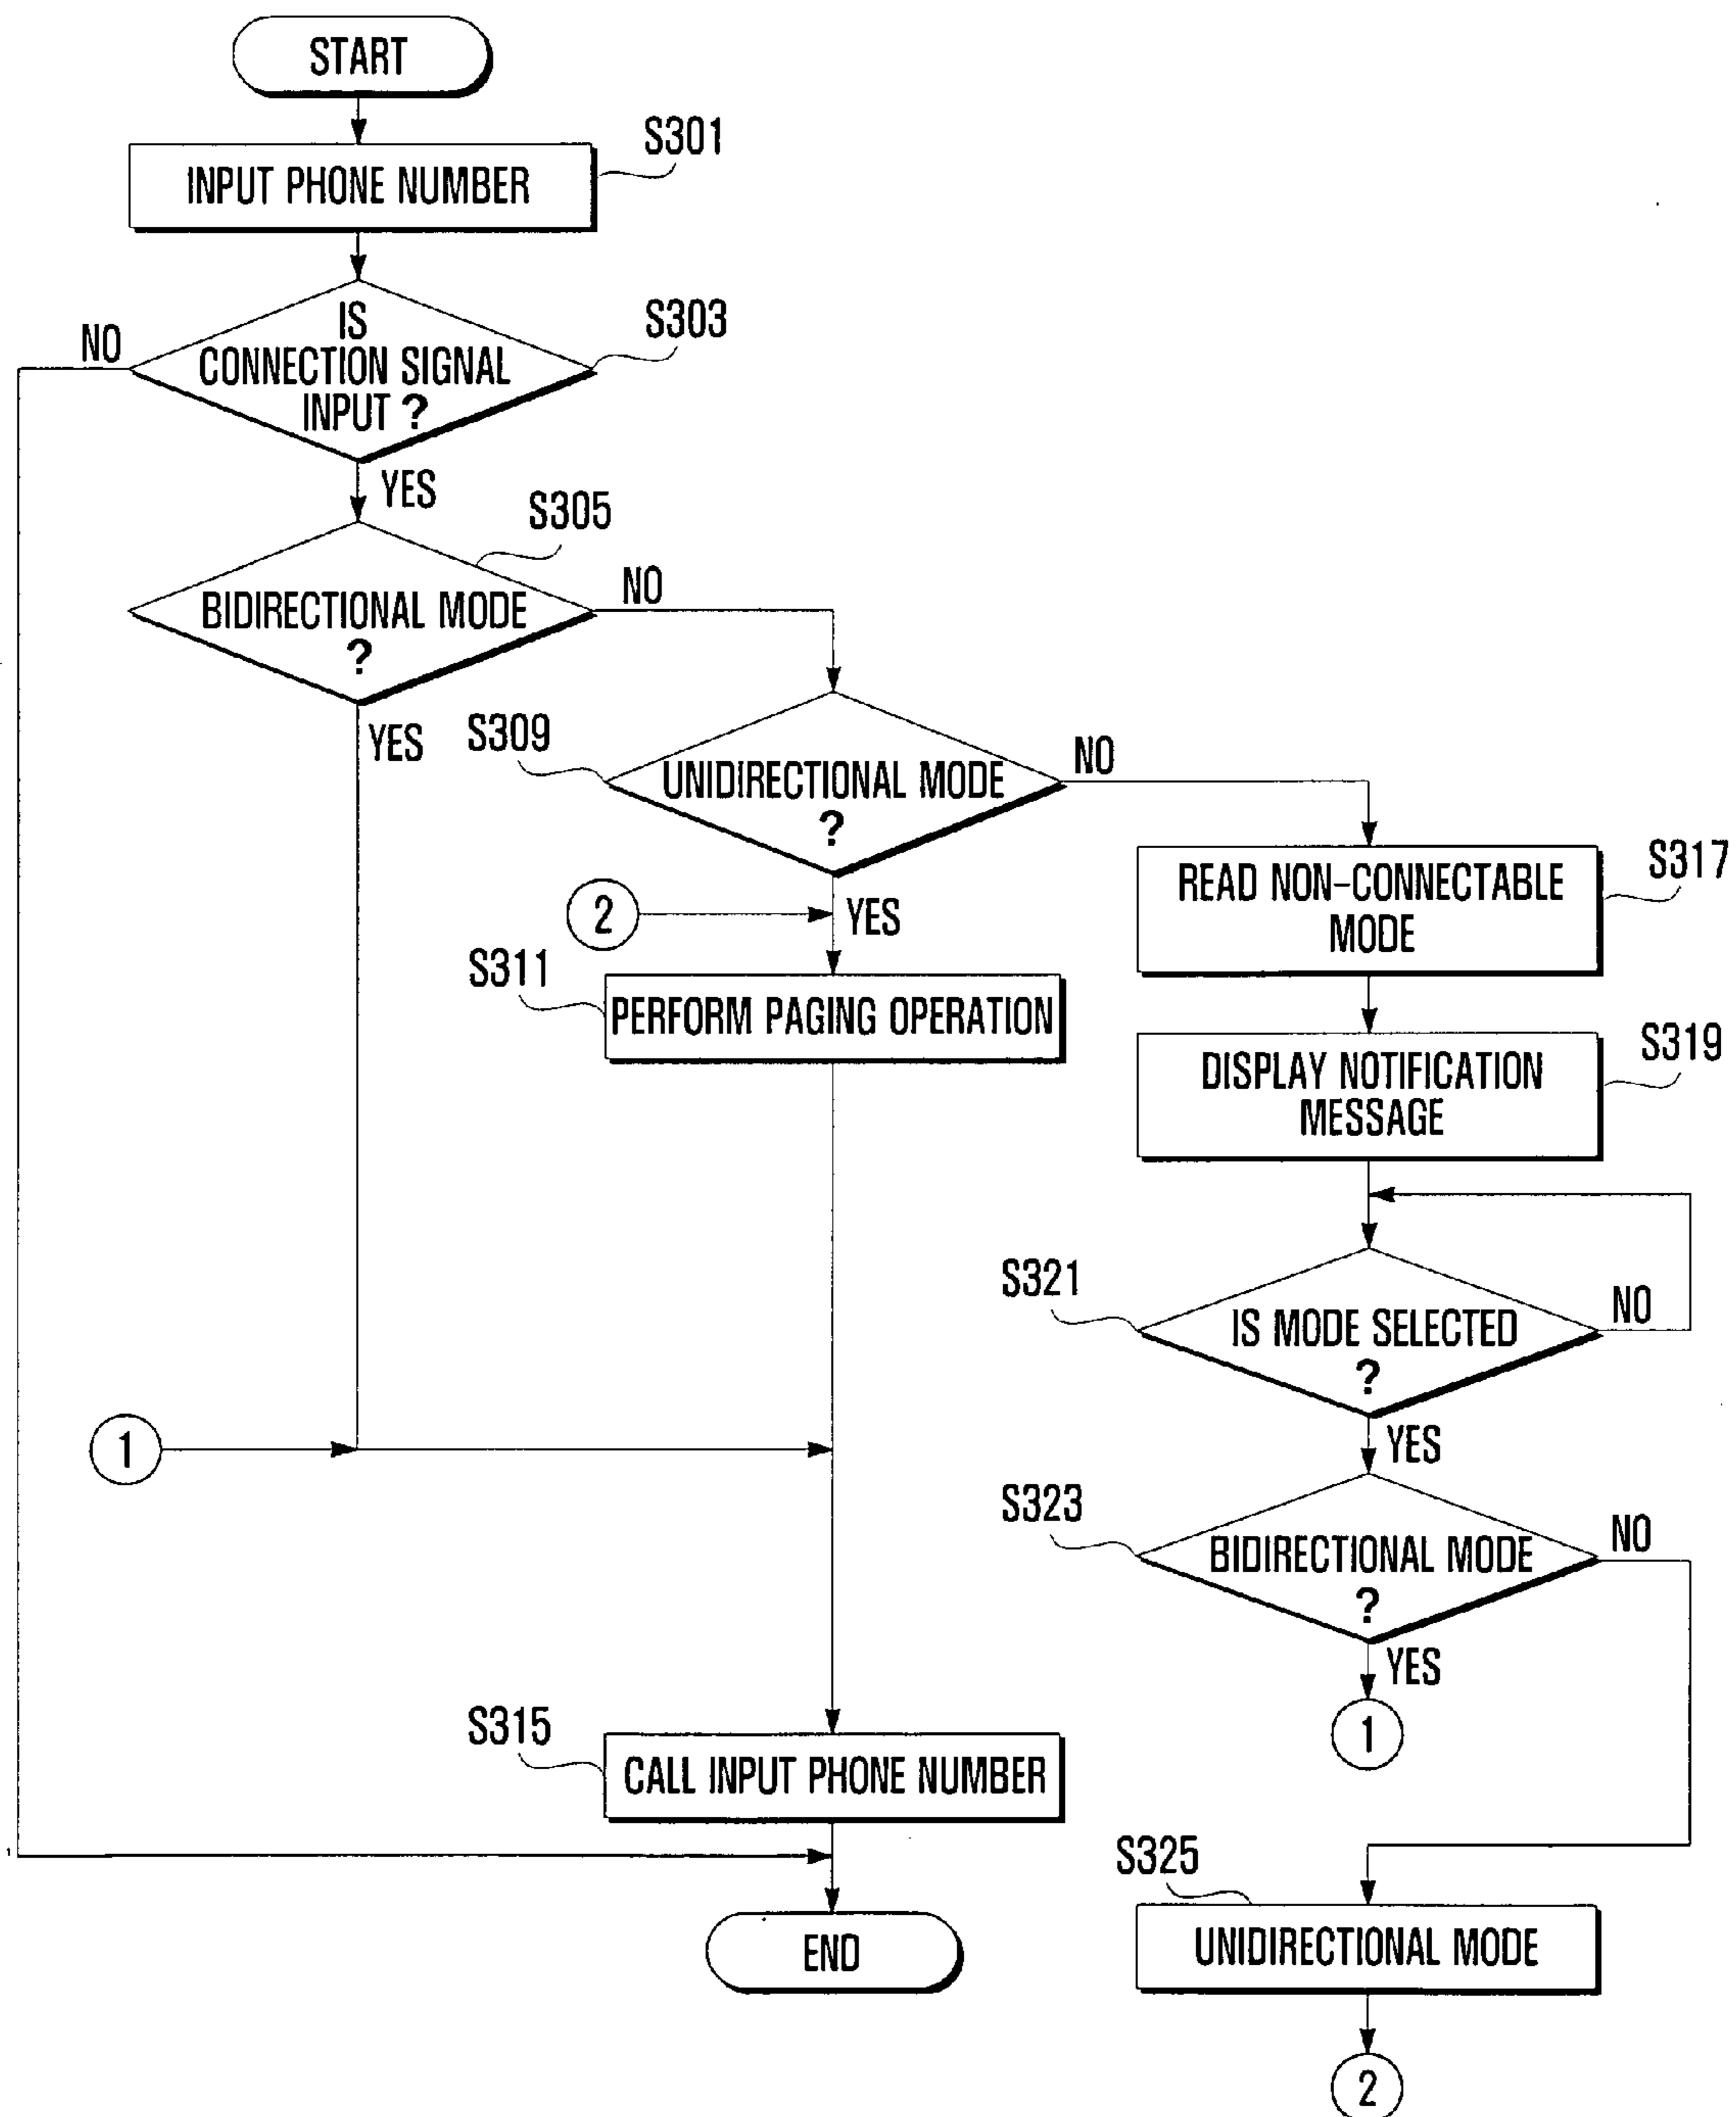 START
S301
INPUT PHONE NUMBER
S303
NO
IS
CONNECTION SIGNAL
INPUT ?
YES
S305
NO
BIDIRECTIONAL MODE
?
YES
S309
NO
UNIDIRECTIONAL MODE
?
2
YES
S317
READ NON-CONNECTABLE
MODE
S311
PERFORM PAGING OPERATION
S319
DISPLAY NOTIFICATION
MESSAGE
S321
NO
IS MODE SELECTED
?
YES
1
S323
NO
BIDIRECTIONAL MODE
?
YES
1
S315
CALL INPUT PHONE NUMBER
S325
END
UNIDIRECTIONAL MODE
2